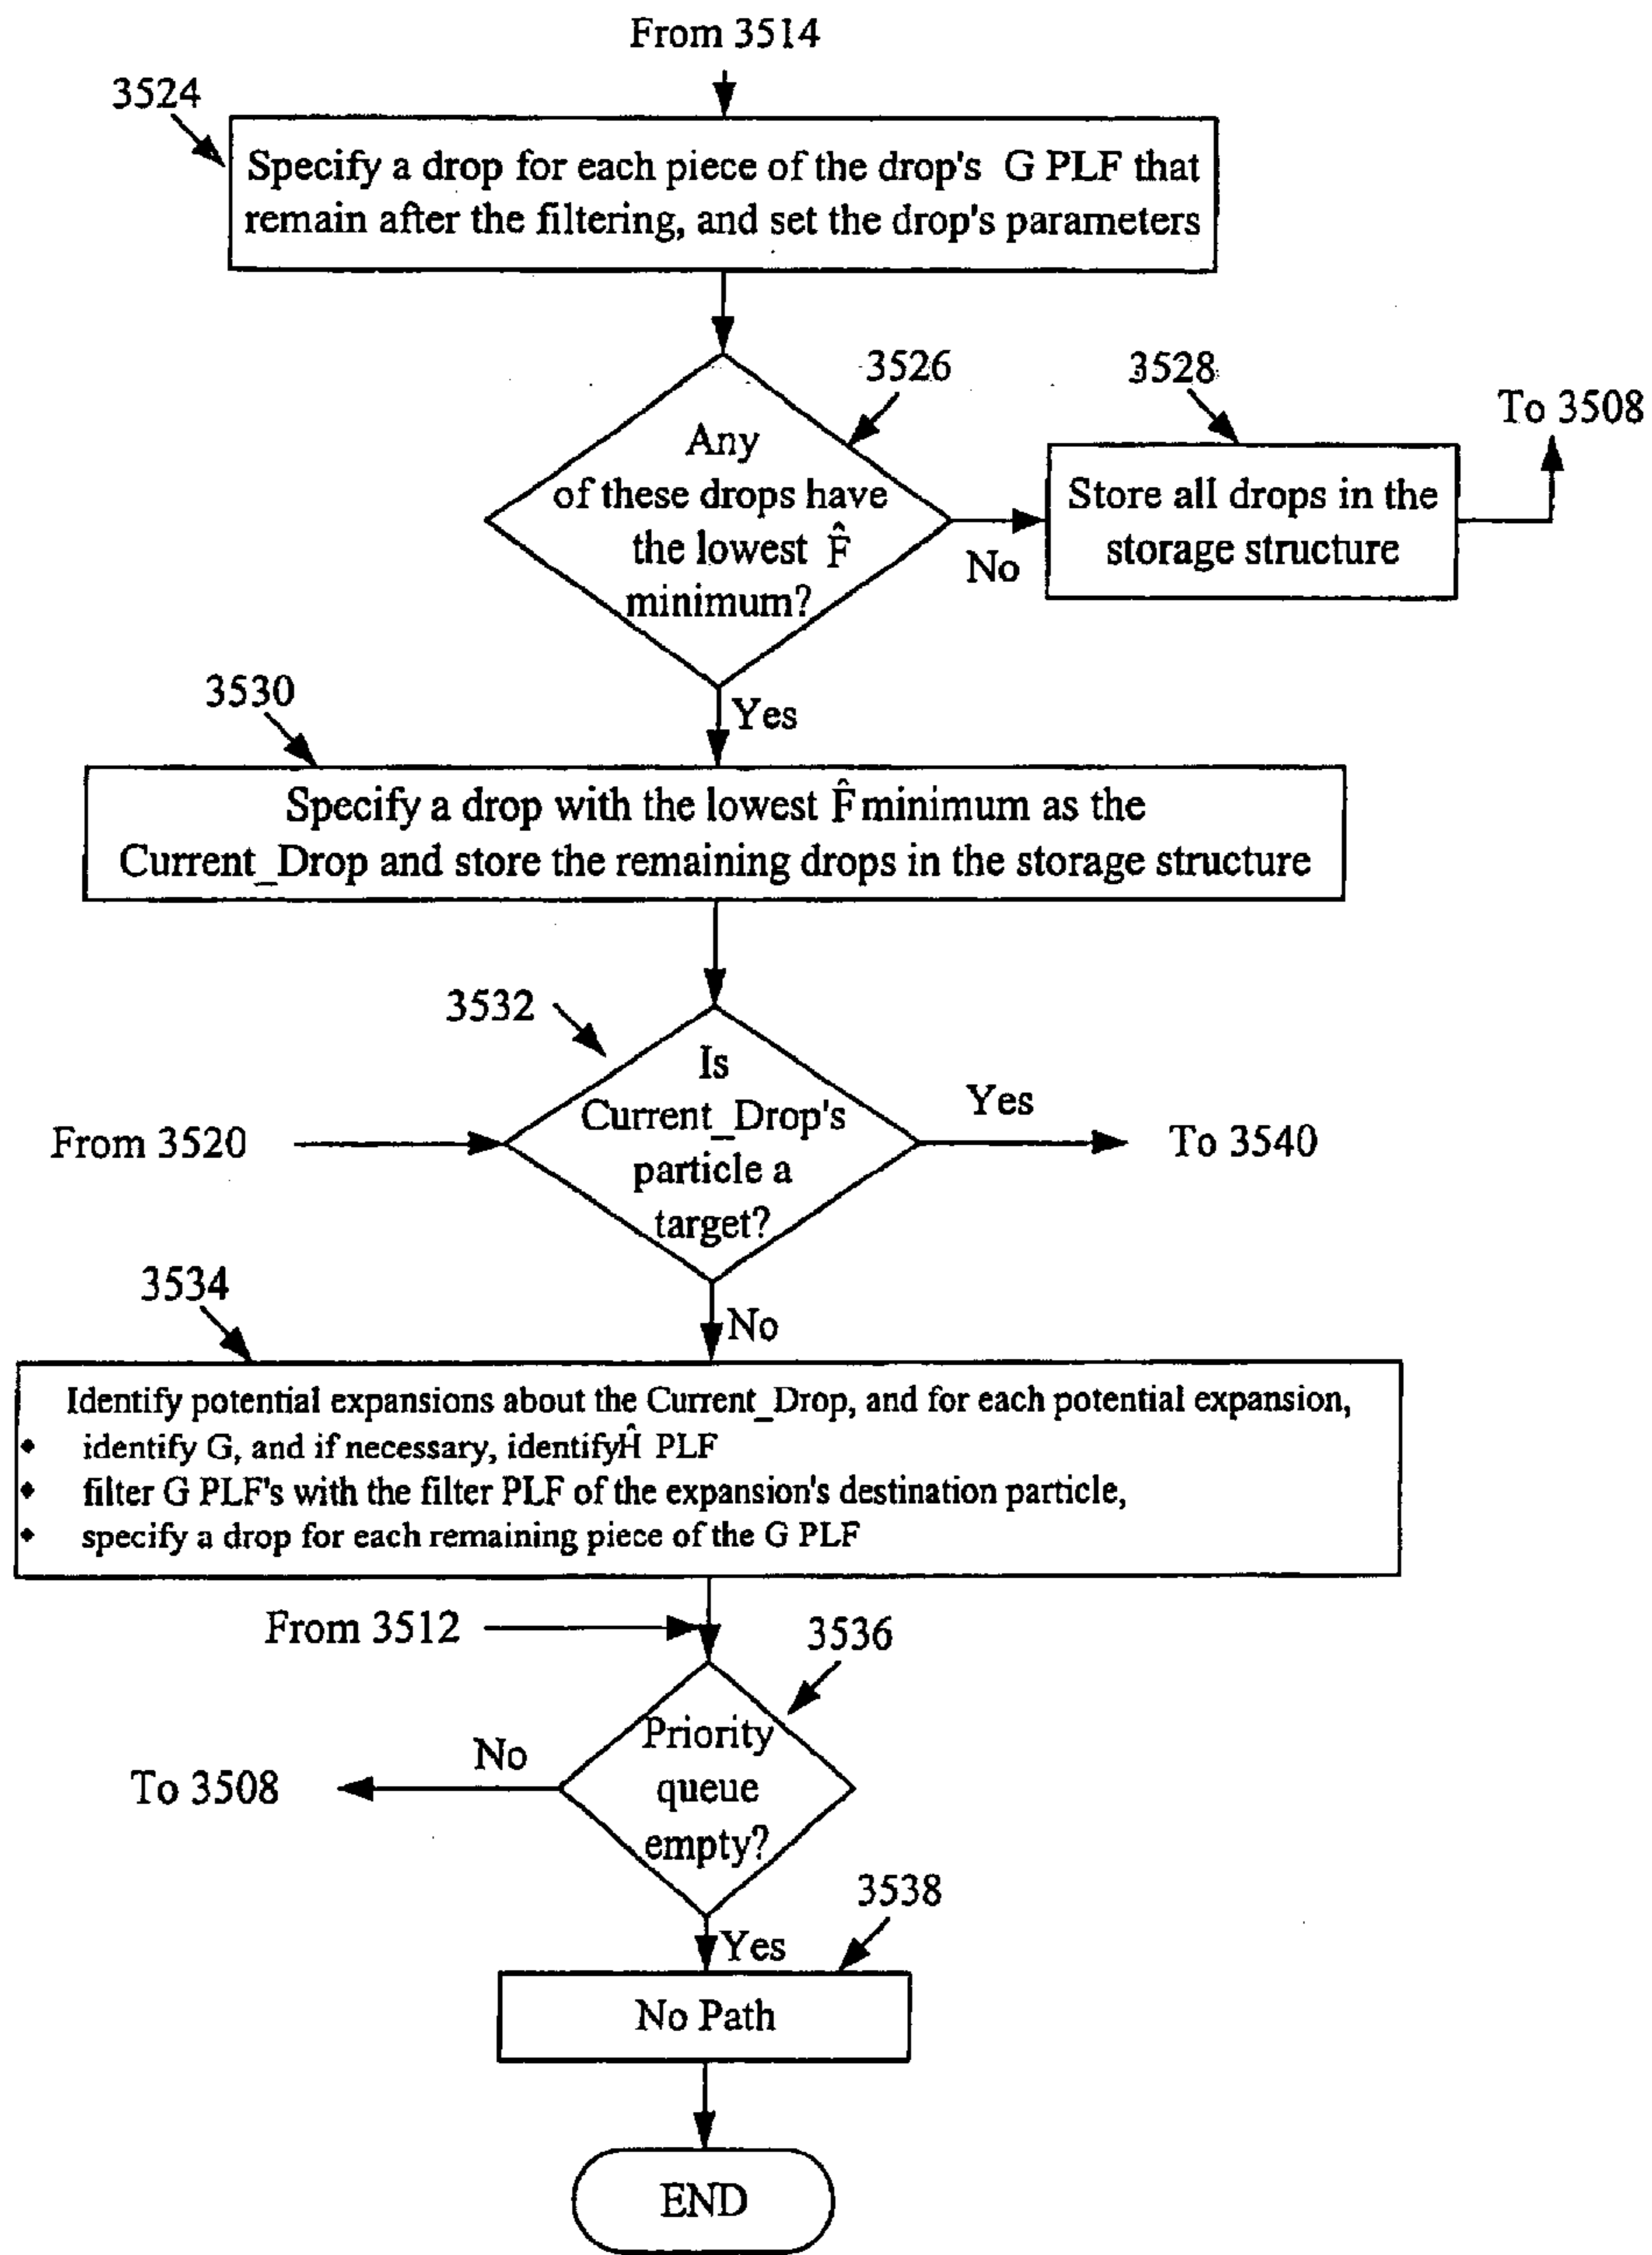 From 3514
3524
Specify a drop for each piece of the drop's G PLF that
remain after the filtering, and set the drop's parameters
3526
3528
To 3508
Any
of these drops have
the lowest F̂
minimum?
No
Store all drops in the
storage structure
3530
Yes
Specify a drop with the lowest F̂ minimum as the
Current_Drop and store the remaining drops in the storage structure
3532
Is
Current_Drop's
particle a
target?
Yes
From 3520
To 3540
3534
No
Identify potential expansions about the Current_Drop, and for each potential expansion,
• identify G, and if necessary, identifyĤ PLF
• filter G PLF's with the filter PLF of the expansion's destination particle,
• specify a drop for each remaining piece of the G PLF
From 3512
3536
Priority
queue
empty?
No
To 3508
3538
Yes
No Path
END